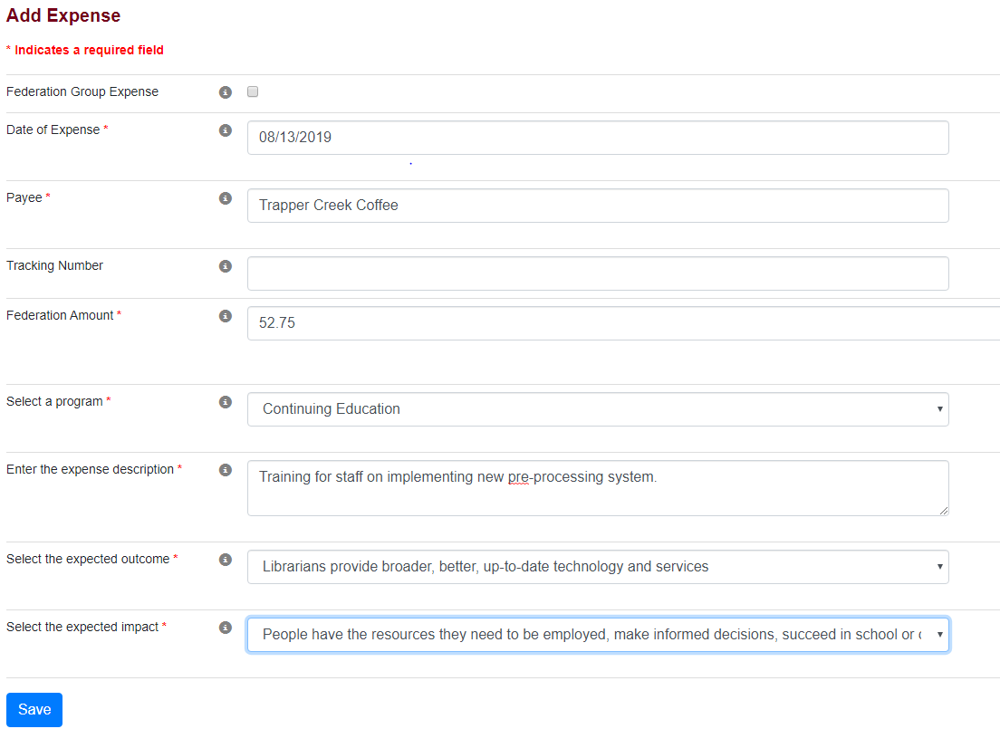 Add Expense
* Indicates a required field
Federation Group Expense
Date of Expense *
08/13/2019
Payee *
Trapper Creek Coffee
Tracking Number
Federation Amount *
52.75
Select a program *
Continuing Education
Enter the expense description *
Training for staff on implementing new pre-processing system.
Select the expected outcome *
Librarians provide broader, better, up-to-date technology and services
Select the expected impact *
People have the resources they need to be employed, make informed decisions, succeed in school or
Save